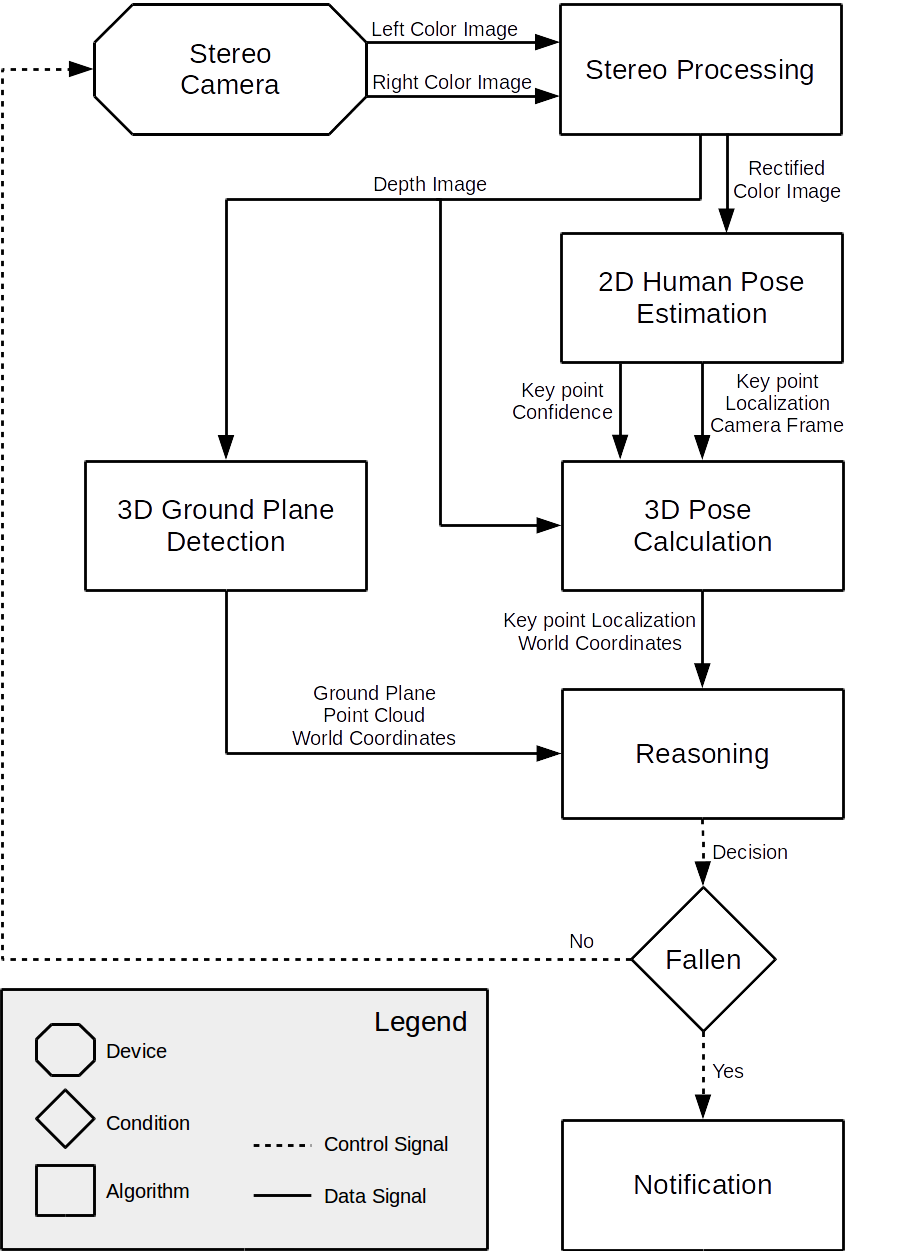 Stereo
Camera
Left Color Image
Right Color Image
Stereo Processing
Depth Image
Rectified
Color Image
2D Human Pose
Estimation
Key point
Confidence
Key point
Localization
Camera Frame
3D Ground Plane
Detection
3D Pose
Calculation
Key point Localization
World Coordinates
Ground Plane
Point Cloud
World Coordinates
Reasoning
Decision
No
Fallen
Yes
Notification
Legend
Device
Condition
Algorithm
Control Signal
Data Signal